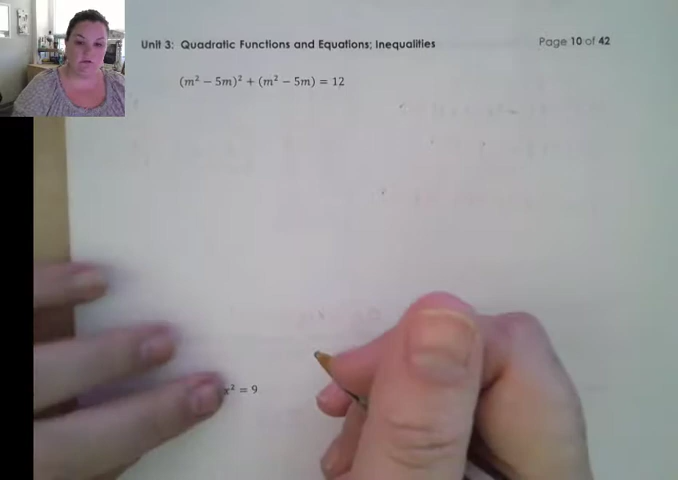 Unit 3: Quadratic Functions and Equations; Inequalities
Page 10 of 42
(m² − 5m)² + (m² − 5m) = 12
x² = 9